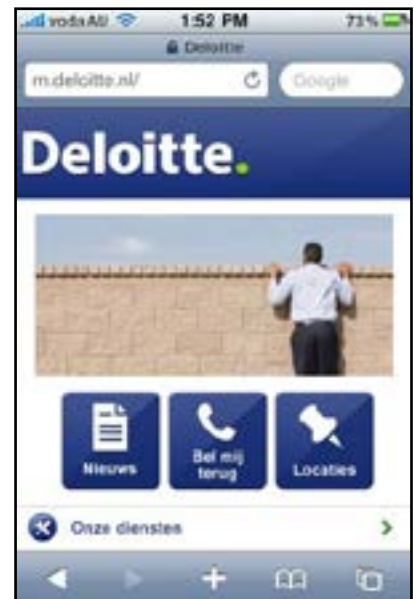 vodaAU 1:52 PM 73%
Deloitte
m.deloitte.nl/ Google
Deloitte.
Nieuws Bel mij terug Locaties
Onze diensten